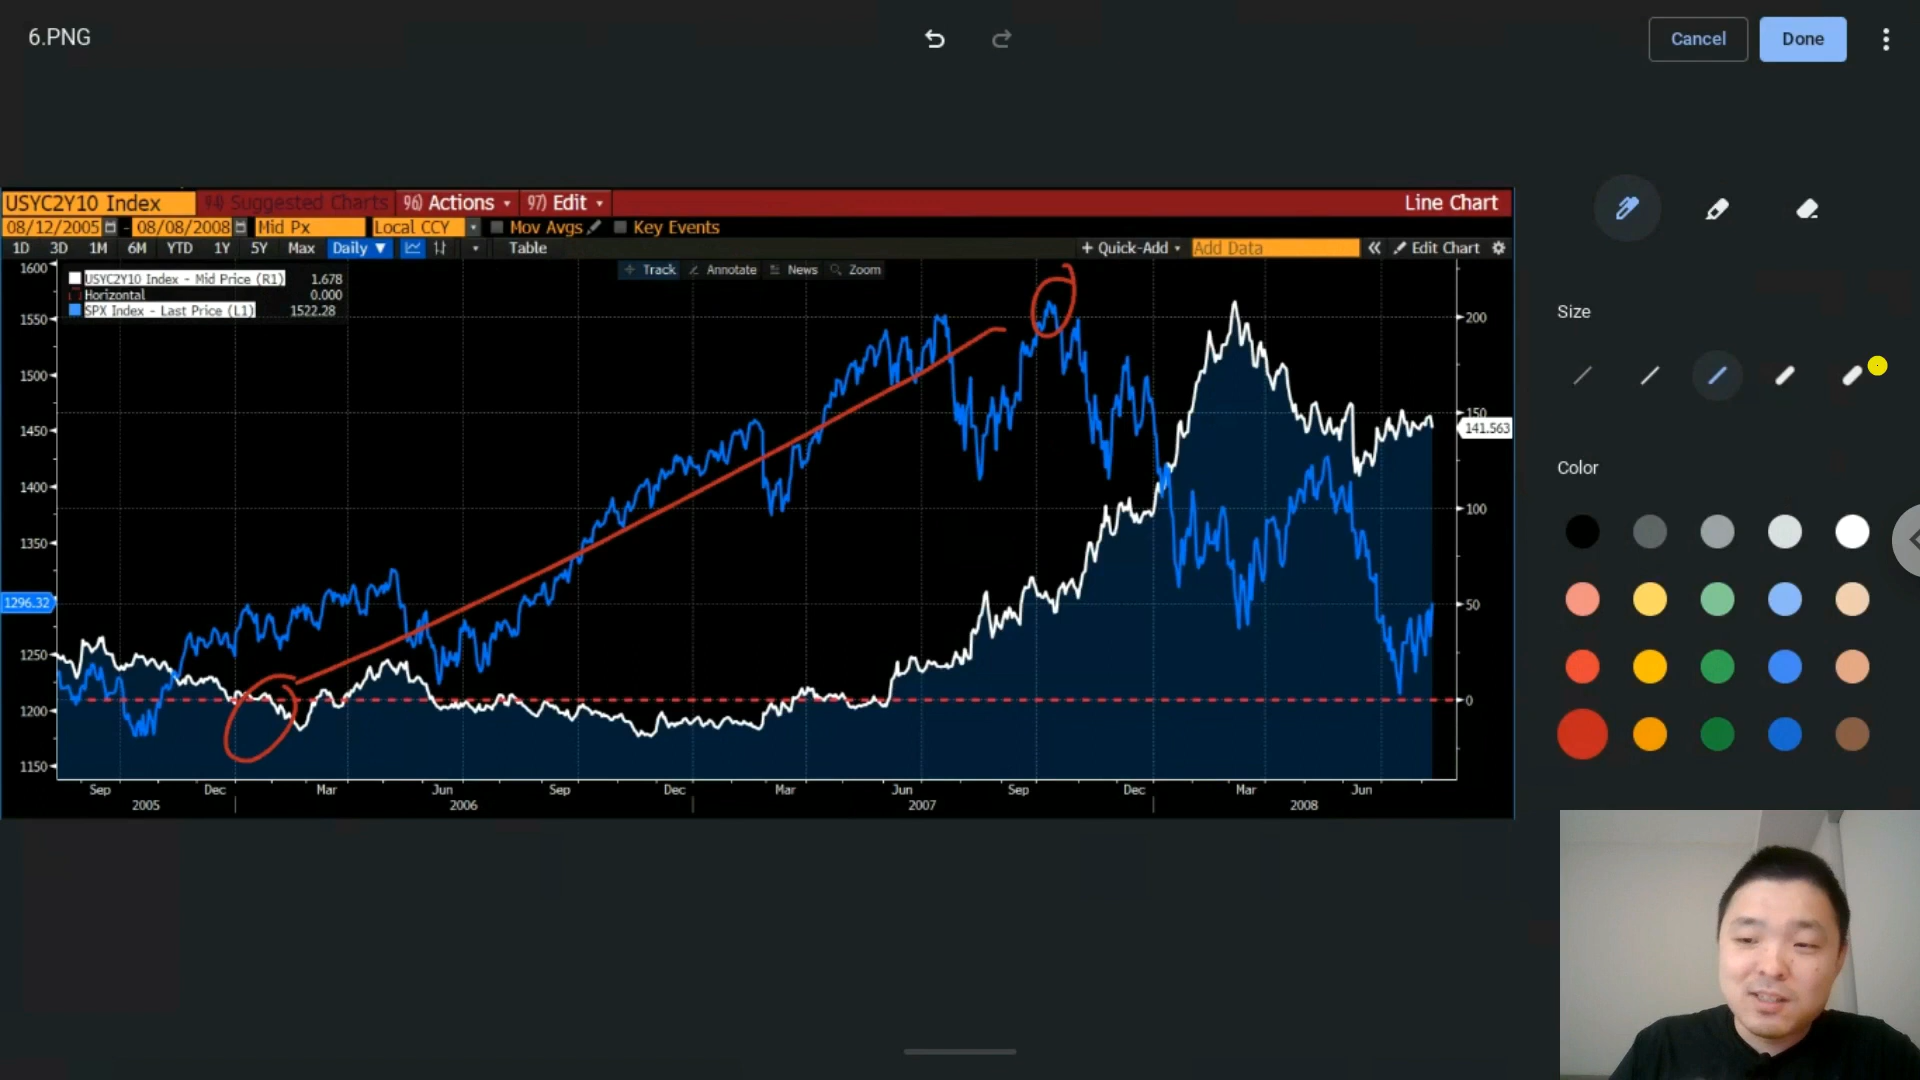 6.PNG
Cancel
Done
USYC2Y10 Index
94) Suggested Charts
96) Actions
97) Edit
Line Chart
08/12/2005 - 08/08/2008
Mid Px
Local CCY
Mov Avgs
Key Events
1D 3D 1M 6M YTD 1Y 5Y Max Daily ▼
Table
+ Quick-Add
Add Data
« Edit Chart
Track
Annotate
News
Zoom
USYC2Y10 Index - Mid Price (R1) 1.678
Horizontal 0.000
SPX Index - Last Price (L1) 1522.28
1600
1550
1500
1450
1400
1350
1296.32
1250
1200
1150
200
150
141.563
100
50
0
Sep Dec Mar Jun Sep Dec Mar Jun Sep Dec Mar Jun
2005 2006 2007 2008
Size
Color